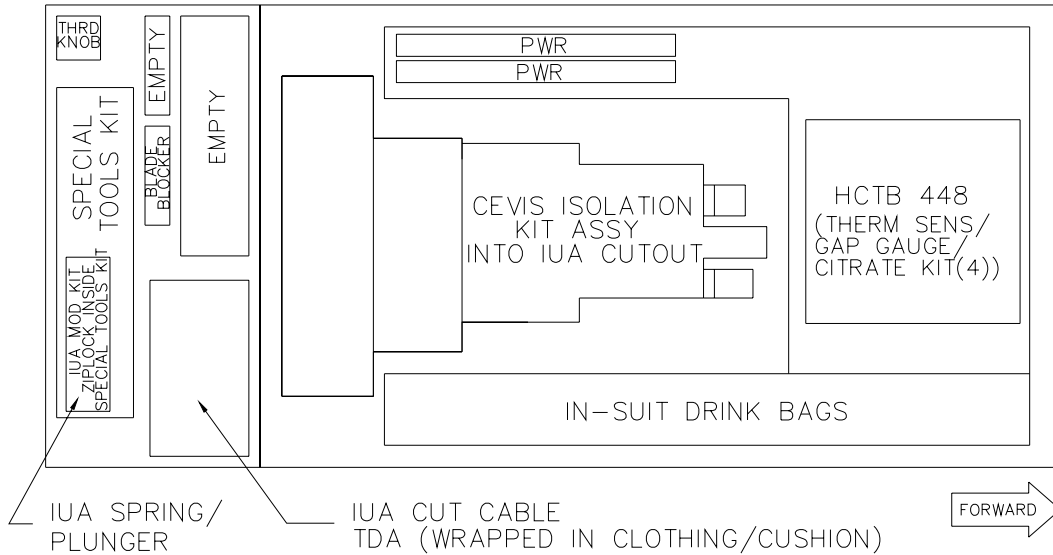 THRD
KNOB
EMPTY
EMPTY
SPECIAL
TOOLS KIT
BLADE
BLOCKER
IUA MOD KIT
ZIPLOCK INSIDE
SPECIAL TOOLS KIT
PWR
PWR
CEVIS ISOLATION
KIT ASSY
INTO IUA CUTOUT
HCTB 448
(THERM SENS/
GAP GAUGE/
CITRATE KIT(4))
IN-SUIT DRINK BAGS
IUA SPRING/
PLUNGER
IUA CUT CABLE
TDA (WRAPPED IN CLOTHING/CUSHION)
FORWARD